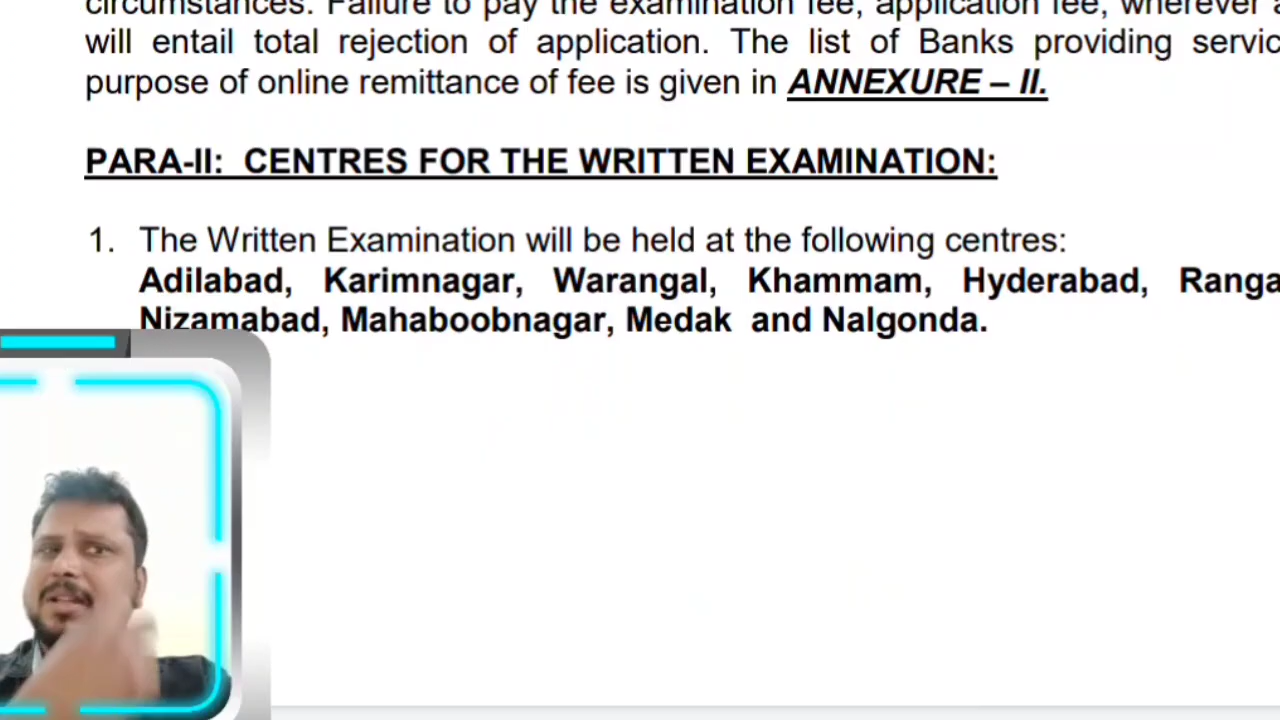 circumstances. Failure to pay the examination fee, application fee, wherever
will entail total rejection of application. The list of Banks providing
purpose of online remittance of fee is given in ANNEXURE – II.
PARA-II: CENTRES FOR THE WRITTEN EXAMINATION:
1. The Written Examination will be held at the following centres:
Adilabad, Karimnagar, Warangal, Khammam, Hyderabad,
Nizamabad, Mahaboobnagar, Medak and Nalgonda.